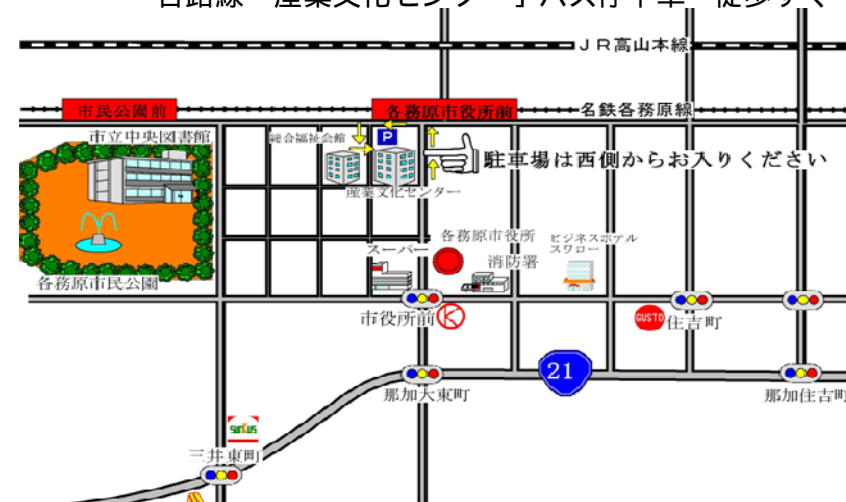 各路線 産業文化センター前バス停下車 徒歩すぐ
JR高山本線
市民公園前
各務原市役所前
名鉄各務原線
市立中央図書館
総合福祉会館
P
駐車場は西側からお入りください
産業文化センター
各務原市役所
ビジネスホテル
スワロー
スーパー
消防署
各務原市民公園
市役所前
K
GUSTO
住吉町
21
那加大東町
那加住吉町
sunkus
三井東町